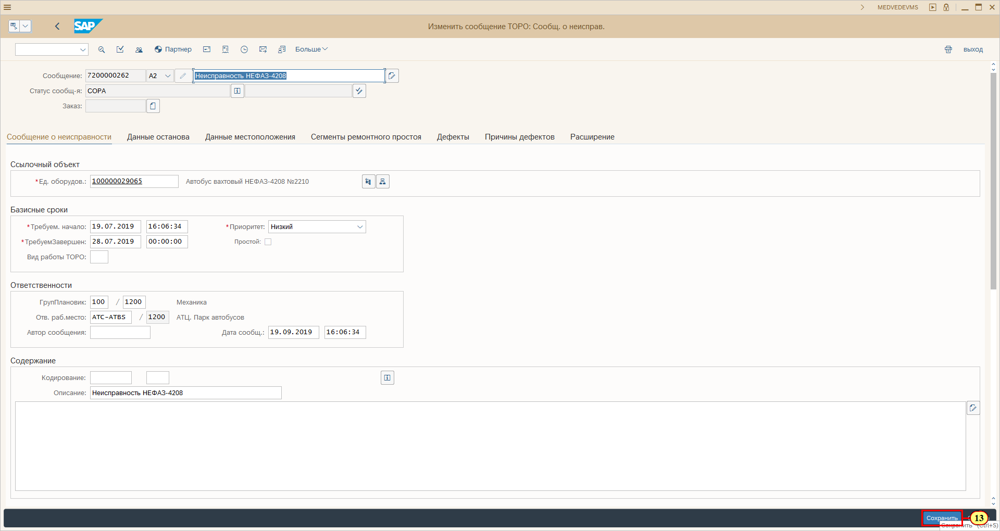 MEDVEDEVMS
SAP
Изменить сообщение ТОРО: Сообщ. о неисправ.
Партнер
Больше
выход
Сообщение: 7200000262 A2 Неисправность НЕФАЗ-4208
Статус сообщ-я: СОРА
Заказ:
Сообщение о неисправности Данные останова Данные местоположения Сегменты ремонтного простоя Дефекты Причины дефектов Расширение
Ссылочный объект
*Ед. оборудов.: 100000029065 Автобус вахтовый НЕФАЗ-4208 №2210
Базисные сроки
*Требуем. начало: 19.07.2019 16:06:34 *Приоритет: Низкий
*ТребуемЗавершен: 28.07.2019 00:00:00 Простой:
Вид работы ТОРО:
Ответственности
ГрупПлановик: 100 / 1200 Механика
Отв. раб.место: ATC-ATBS / 1200 АТЦ. Парк автобусов
Автор сообщения: Дата сообщ.: 19.09.2019 16:06:34
Содержание
Кодирование:
Описание: Неисправность НЕФАЗ-4208
Сохранить 13
Сохранить (Ctrl+S)